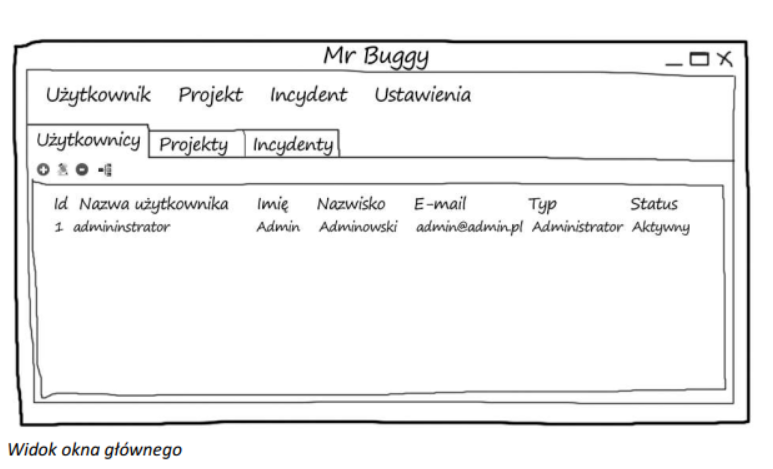 Mr Buggy
Użytkownik Projekt Incydent Ustawienia
Użytkownicy Projekty Incydenty
Id Nazwa użytkownika Imię Nazwisko E-mail Typ Status
1 admininstrator Admin Adminowski admin@admin.pl Administrator Aktywny
Widok okna głównego